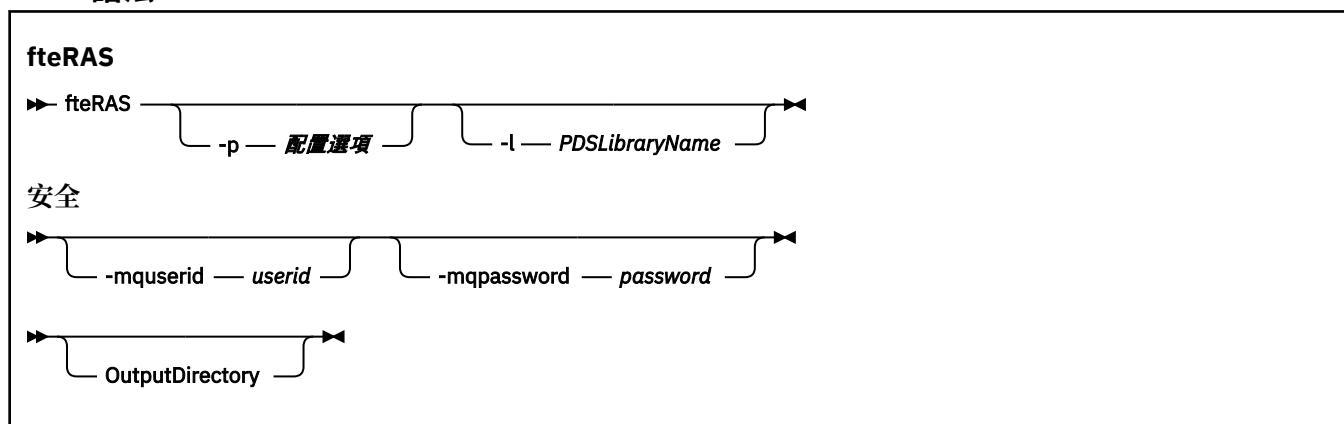 fteRAS
fteRAS
-p 配置選項 -l PDSLibraryName
安全
-mquserid userid -mqpassword password
OutputDirectory